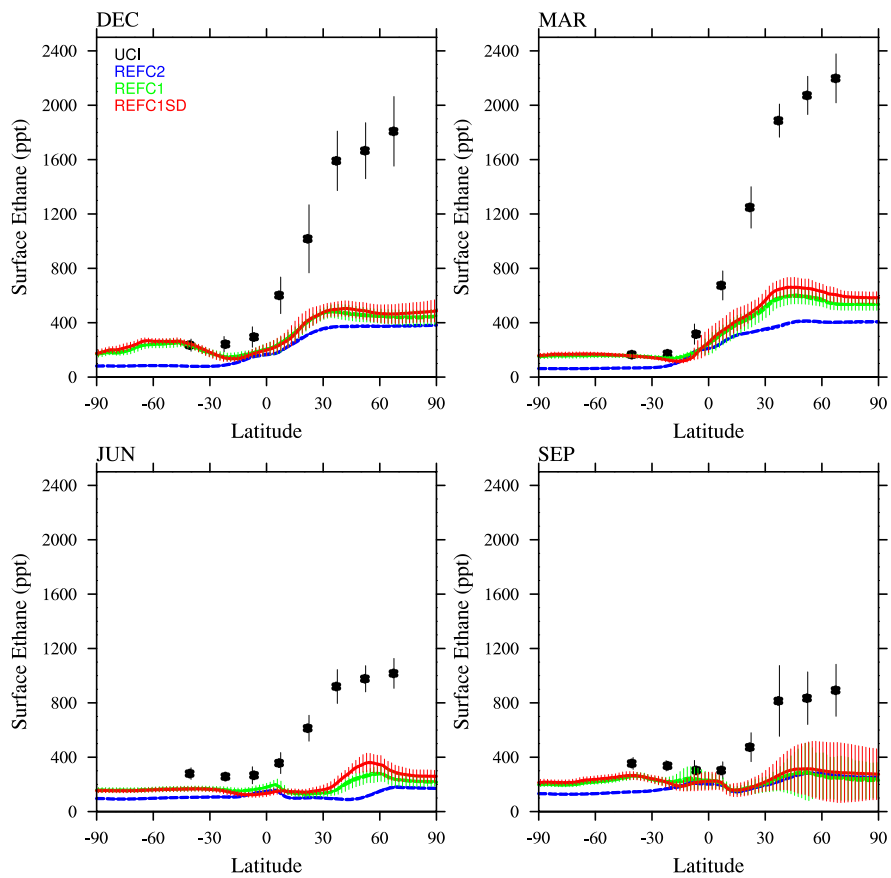 DEC
2400
2000
1600
1200
800
400
0
Surface Ethane (ppt)
UCI
REFC2
REFC1
REFC1SD
-90 -60 -30 0 30 60 90
Latitude
MAR
2400
2000
1600
1200
800
400
0
Surface Ethane (ppt)
-90 -60 -30 0 30 60 90
Latitude
JUN
2400
2000
1600
1200
800
400
0
Surface Ethane (ppt)
-90 -60 -30 0 30 60 90
Latitude
SEP
2400
2000
1600
1200
800
400
0
Surface Ethane (ppt)
-90 -60 -30 0 30 60 90
Latitude